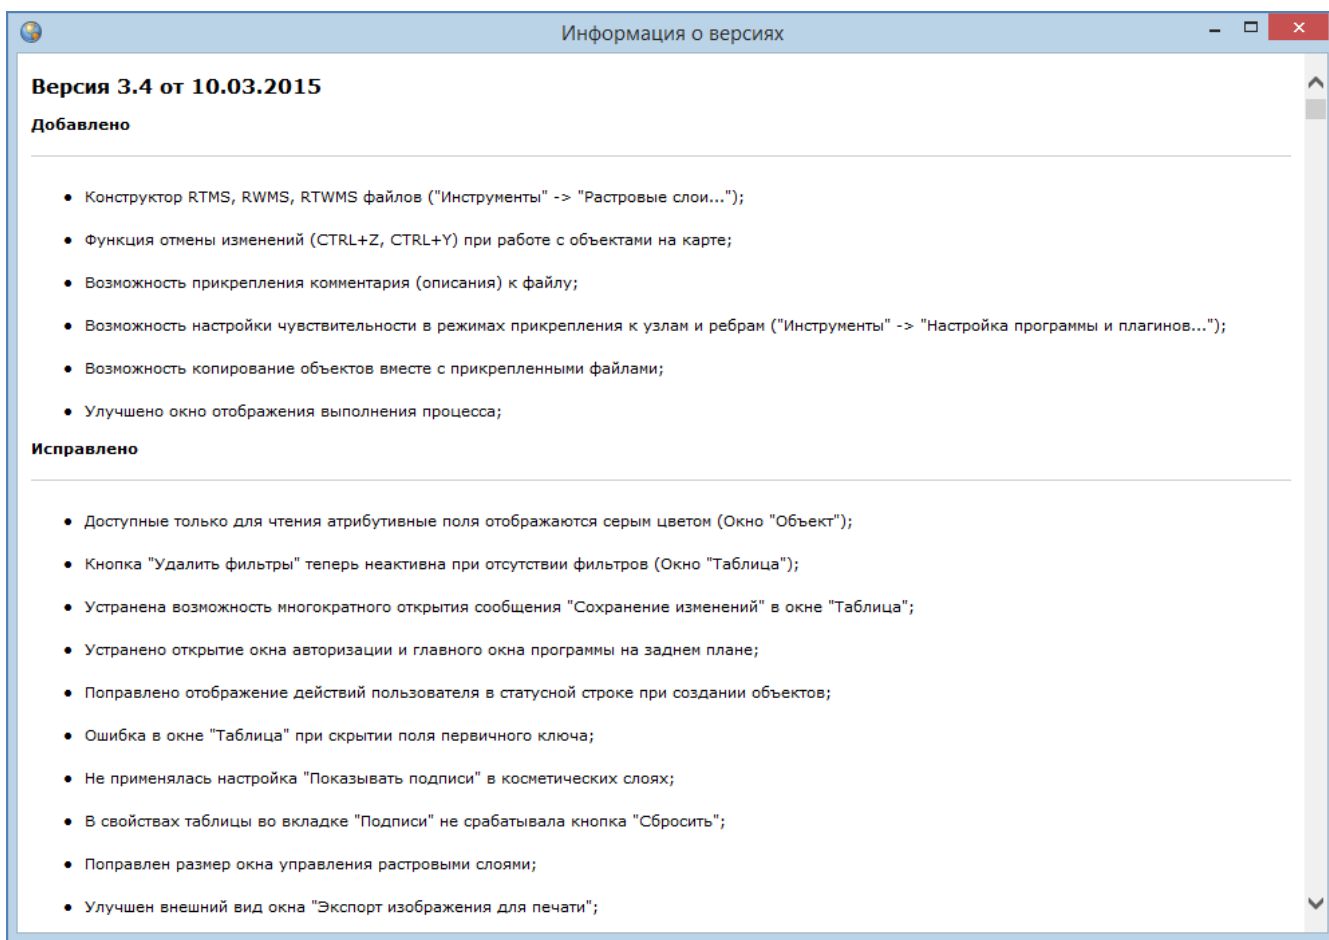 Информация о версиях
Версия 3.4 от 10.03.2015
Добавлено
• Конструктор RTMS, RWMS, RTWMS файлов ("Инструменты" -> "Растровые слои...");
• Функция отмены изменений (CTRL+Z, CTRL+Y) при работе с объектами на карте;
• Возможность прикрепления комментария (описания) к файлу;
• Возможность настройки чувствительности в режимах прикрепления к узлам и ребрам ("Инструменты" -> "Настройка программы и плагинов...");
• Возможность копирование объектов вместе с прикрепленными файлами;
• Улучшено окно отображения выполнения процесса;
Исправлено
• Доступные только для чтения атрибутивные поля отображаются серым цветом (Окно "Объект");
• Кнопка "Удалить фильтры" теперь неактивна при отсутствии фильтров (Окно "Таблица");
• Устранена возможность многократного открытия сообщения "Сохранение изменений" в окне "Таблица";
• Устранено открытие окна авторизации и главного окна программы на заднем плане;
• Поправлено отображение действий пользователя в статусной строке при создании объектов;
• Ошибка в окне "Таблица" при скрытии поля первичного ключа;
• Не применялась настройка "Показывать подписи" в косметических слоях;
• В свойствах таблицы во вкладке "Подписи" не срабатывала кнопка "Сбросить";
• Поправлен размер окна управления растровыми слоями;
• Улучшен внешний вид окна "Экспорт изображения для печати";